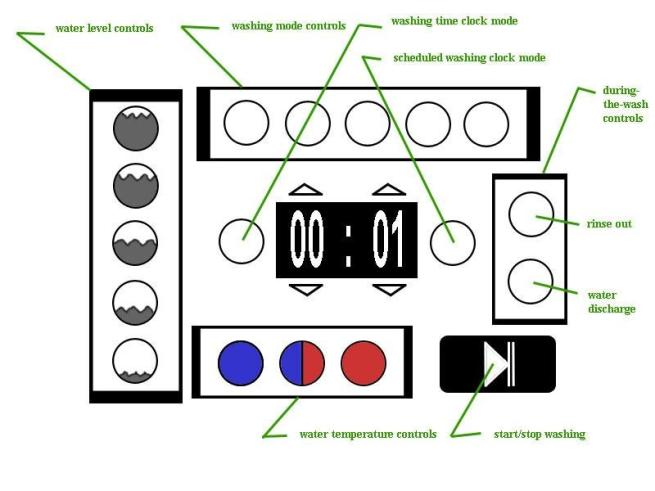 water level controls
washing mode controls
washing time clock mode
scheduled washing clock mode
during-
the-wash
controls
00 : 01
rinse out
water
discharge
water temperature controls
start/stop washing